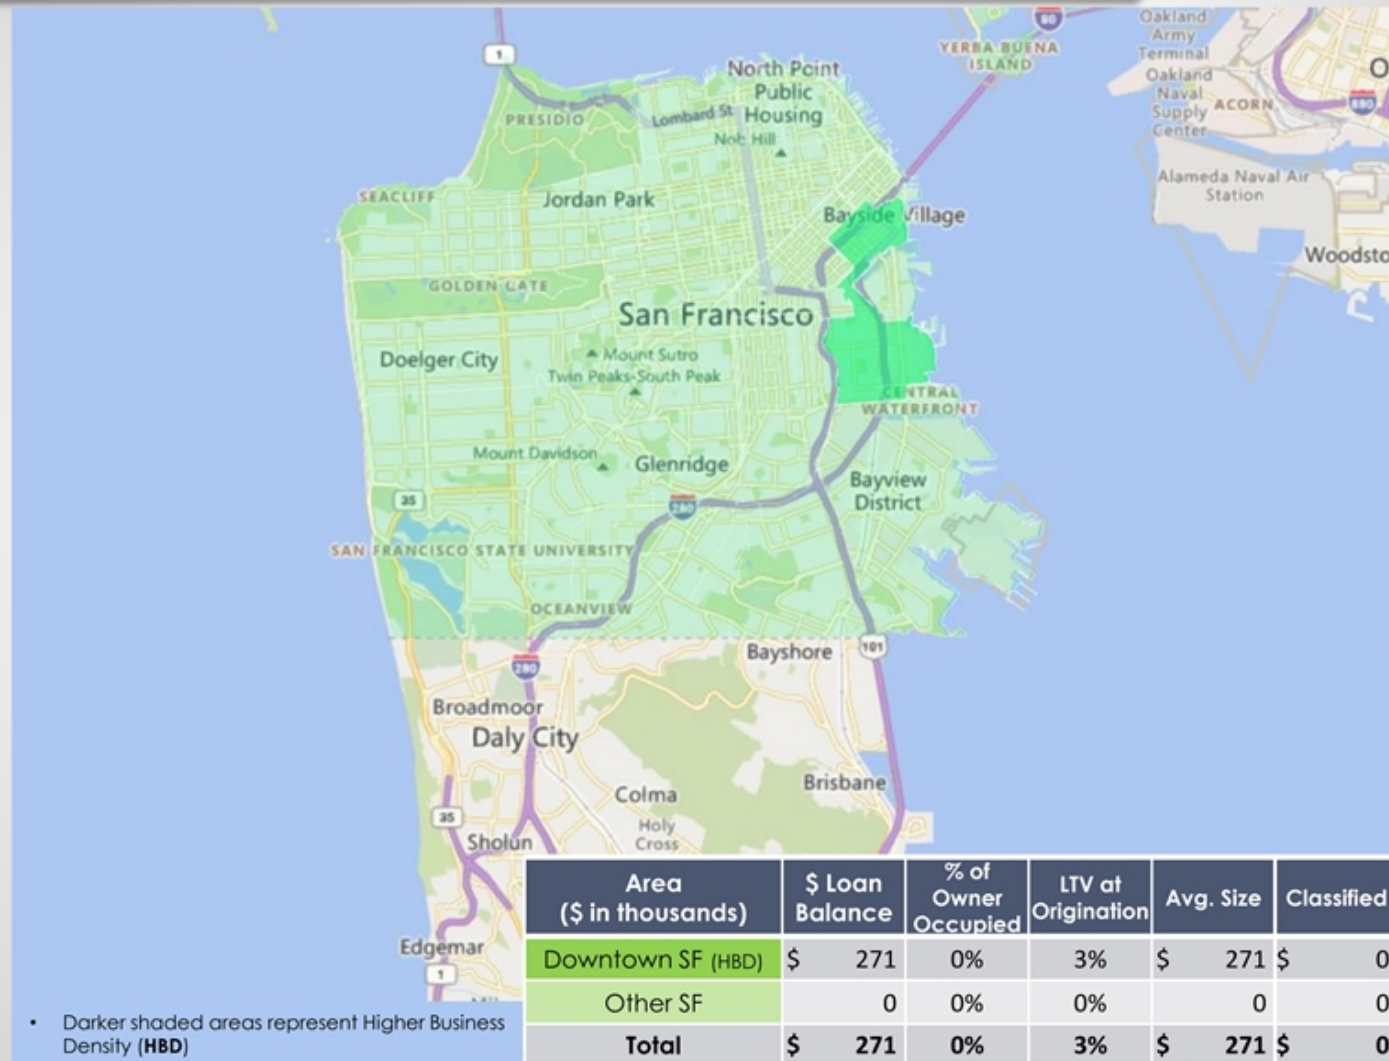 1
80
YERBA BUENA
ISLAND
Oakland
Army
Terminal
Oakland
Naval
Supply
Center
ACORN
880
North Point
Public
Housing
PRESIDIO
Lombard St
Nob Hill
Alameda Naval Air
Station
SEACLIFF
Jordan Park
Bayside Village
Woodsto
GOLDEN GATE
San Francisco
Doelger City
Mount Sutro
Twin Peaks-South Peak
CENTRAL
WATERFRONT
Mount Davidson
Glenridge
Bayview
District
35
280
SAN FRANCISCO STATE UNIVERSITY
OCEANVIEW
Bayshore
101
280
Broadmoor
Daly City
Brisbane
Colma
Holy
Cross
35
Sholun
Edgemar
1
• Darker shaded areas represent Higher Business
Density (HBD)
Area
($ in thousands)
$ Loan
Balance
% of
Owner
Occupied
LTV at
Origination
Avg. Size
Classified
Downtown SF (HBD) $ 271 0% 3% $ 271 $ 0
Other SF 0 0% 0% 0 0
Total $ 271 0% 3% $ 271 $ 0